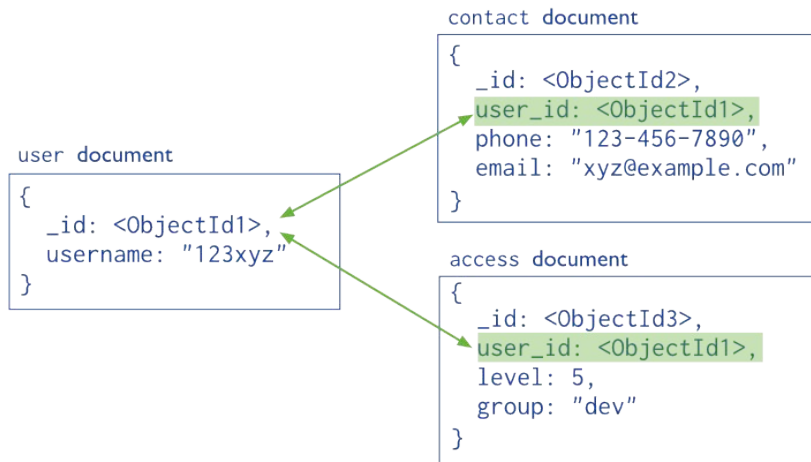 user document
{
_id: <ObjectId1>,
username: "123xyz"
}
contact document
{
_id: <ObjectId2>,
user_id: <ObjectId1>,
phone: "123-456-7890",
email: "xyz@example.com"
}
access document
{
_id: <ObjectId3>,
user_id: <ObjectId1>,
level: 5,
group: "dev"
}